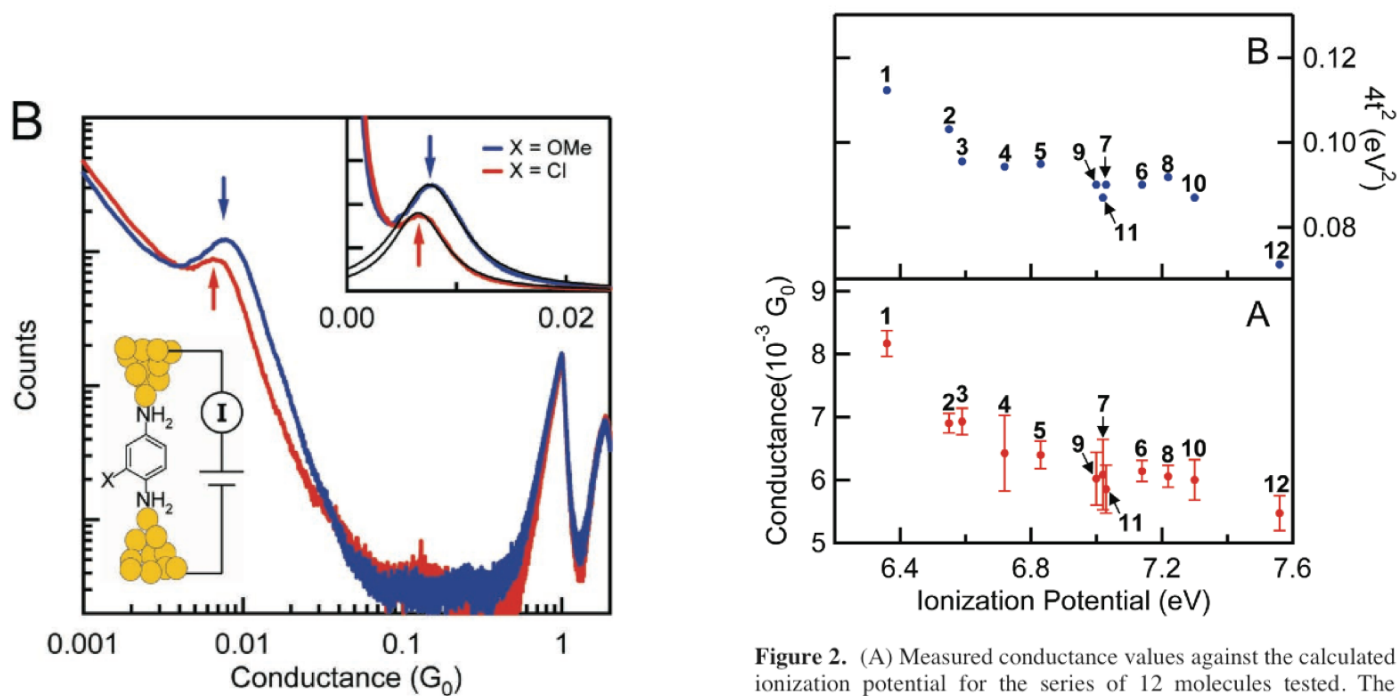 B
Counts
X = OMe
X = Cl
0.00 0.02
I
NH2
X
NH2
0.001 0.01 0.1 1
Conductance (G0)
B
0.12
0.10
0.08
4t² (eV²)
1
2
3 4 5 9 7 6 8 10
11
12
A
Conductance(10⁻³ G0)
9
8
7
6
5
1
2 3 4 5 9 7 6 8 10 12
11
6.4 6.8 7.2 7.6
Ionization Potential (eV)
Figure 2. (A) Measured conductance values against the calculated
ionization potential for the series of 12 molecules tested. The